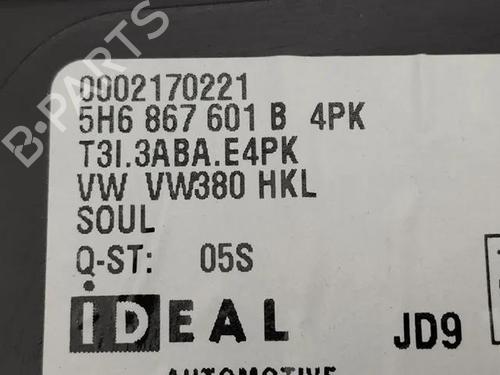 B-PARTS
0002170221
5H6 867 601 B 4PK
T3I.3ABA.E4PK
VW VW380 HKL
SOUL
Q-ST: 05S
iDEAL JD9
AUTOMOTIVE